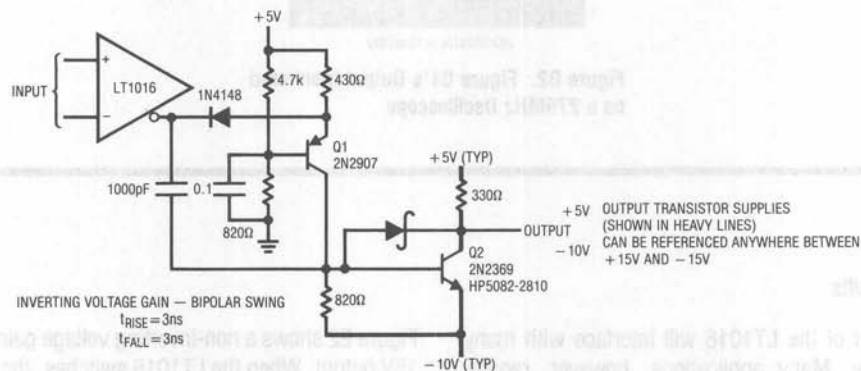 +5V
4.7k
430Ω
+
LT1016
INPUT
1N4148
−
Q1
2N2907
+5V (TYP)
1000pF
0.1
330Ω
820Ω
OUTPUT
+5V
−10V
OUTPUT TRANSISTOR SUPPLIES
(SHOWN IN HEAVY LINES)
CAN BE REFERENCED ANYWHERE BETWEEN
+15V AND −15V
Q2
2N2369
HP5082-2810
INVERTING VOLTAGE GAIN — BIPOLAR SWING
tRISE=3ns
tFALL=3ns
820Ω
−10V (TYP)